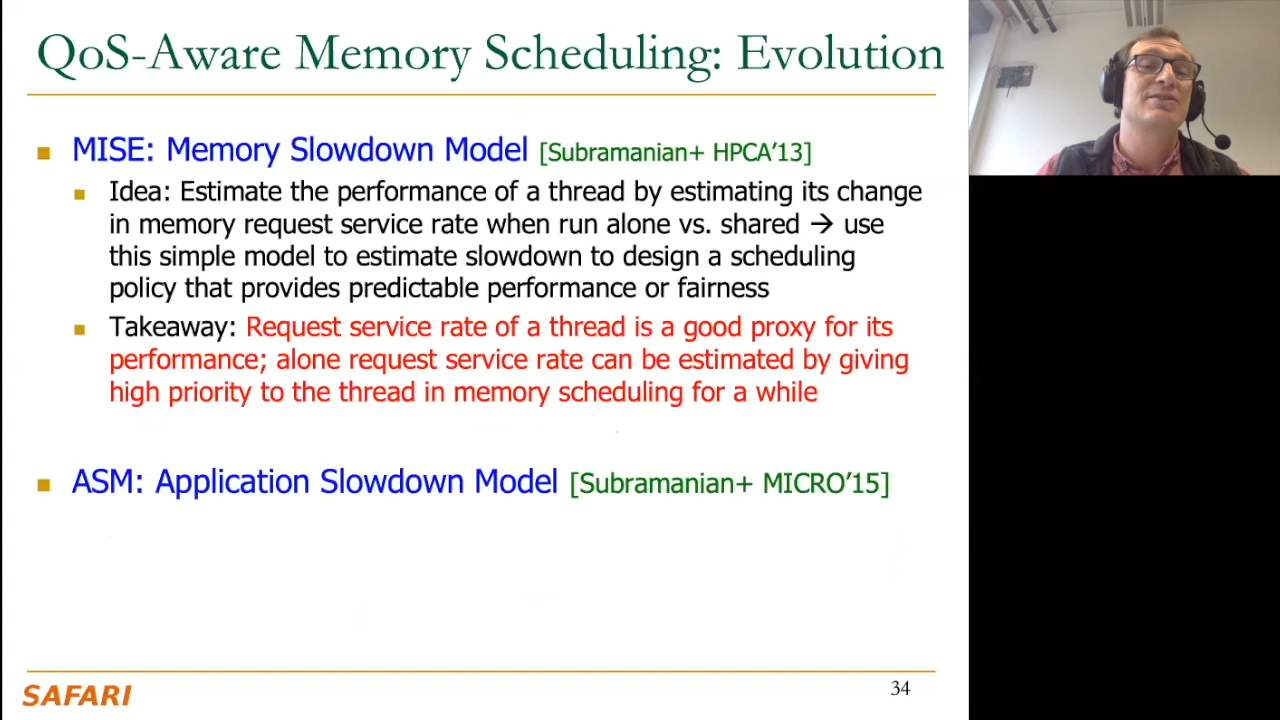 QoS-Aware Memory Scheduling: Evolution
MISE: Memory Slowdown Model [Subramanian+ HPCA’13]
Idea: Estimate the performance of a thread by estimating its change
in memory request service rate when run alone vs. shared → use
this simple model to estimate slowdown to design a scheduling
policy that provides predictable performance or fairness
Takeaway: Request service rate of a thread is a good proxy for its
performance; alone request service rate can be estimated by giving
high priority to the thread in memory scheduling for a while
ASM: Application Slowdown Model [Subramanian+ MICRO’15]
SAFARI
34